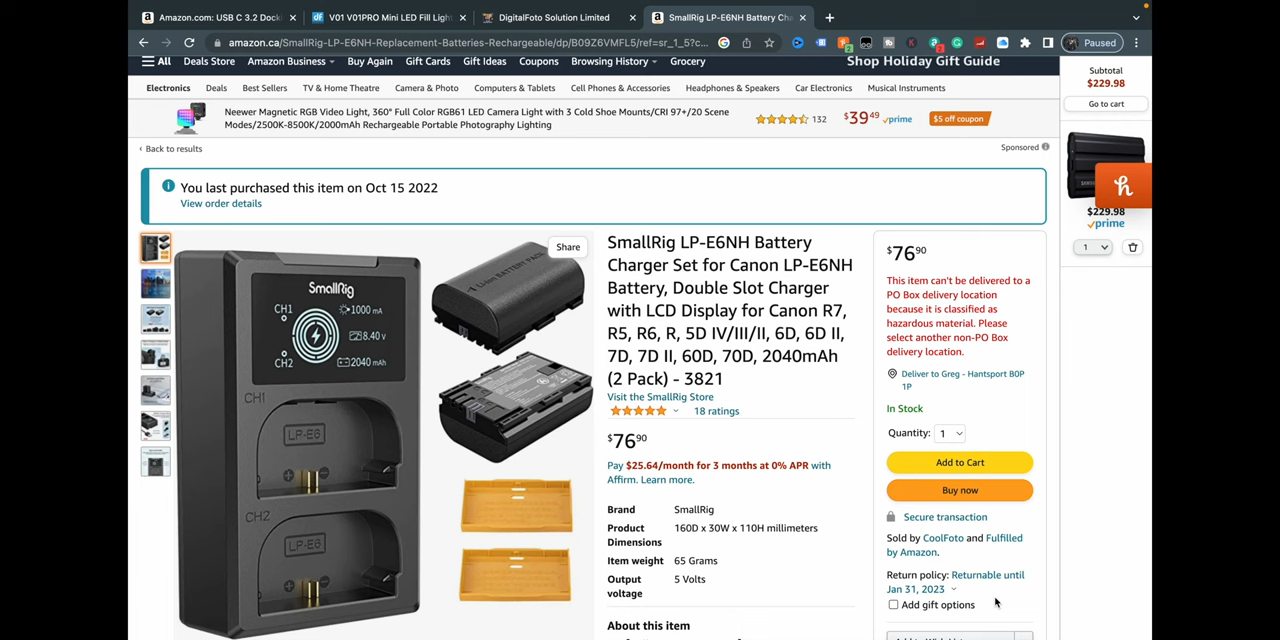 Amazon.com: USB C 3.2 Docki
V01 V01PRO Mini LED Fill Ligh
DigitalFoto Solution Limited
SmallRig LP-E6NH Battery Cha
amazon.ca/SmallRig-LP-E6NH-Replacement-Batteries-Rechargeable/dp/B09Z6VMFL5/ref=sr_1_5?c...
Paused
All Deals Store Amazon Business Buy Again Gift Cards Gift Ideas Coupons Browsing History Grocery
Shop Holiday Gift Guide
Electronics Deals Best Sellers TV & Home Theatre Camera & Photo Computers & Tablets Cell Phones & Accessories Headphones & Speakers Car Electronics Musical Instruments
Newer Magnetic RGB Video Light, 360° Full Color RGB61 LED Camera Light with 3 Cold Shoe Mounts/CRI 97+/20 Scene
Modes/2500K-8500K/2000mAh Rechargeable Portable Photography Lighting
132 $39 49 prime $5 off coupon
Sponsored
‹ Back to results
You last purchased this item on Oct 15 2022
View order details
Share
SmallRig
CH1
1000 mA
8.40 V
CH2
2040 mAh
CH1
LP-E6
CH2
LP-E6
Li-ion BATTERY PACK
SmallRig LP-E6NH Battery
Charger Set for Canon LP-E6NH
Battery, Double Slot Charger
with LCD Display for Canon R7,
R5, R6, R, 5D IV/III/II, 6D, 6D II,
7D, 7D II, 60D, 70D, 2040mAh
(2 Pack) - 3821
Visit the SmallRig Store
18 ratings
$76 90
Pay $25.64/month for 3 months at 0% APR with
Affirm. Learn more.
Brand SmallRig
Product Dimensions 160D x 30W x 110H millimeters
Item weight 65 Grams
Output voltage 5 Volts
About this item
$76 90
This item can't be delivered to a
PO Box delivery location
because it is classified as
hazardous material. Please
select another non-PO Box
delivery location.
Deliver to Greg - Hantsport B0P
1P
In Stock
Quantity: 1
Add to Cart
Buy now
Secure transaction
Sold by CoolFoto and Fulfilled
by Amazon.
Return policy: Returnable until
Jan 31, 2023
Add gift options
Subtotal
$229.98
Go to cart
h
$229.98
prime
1